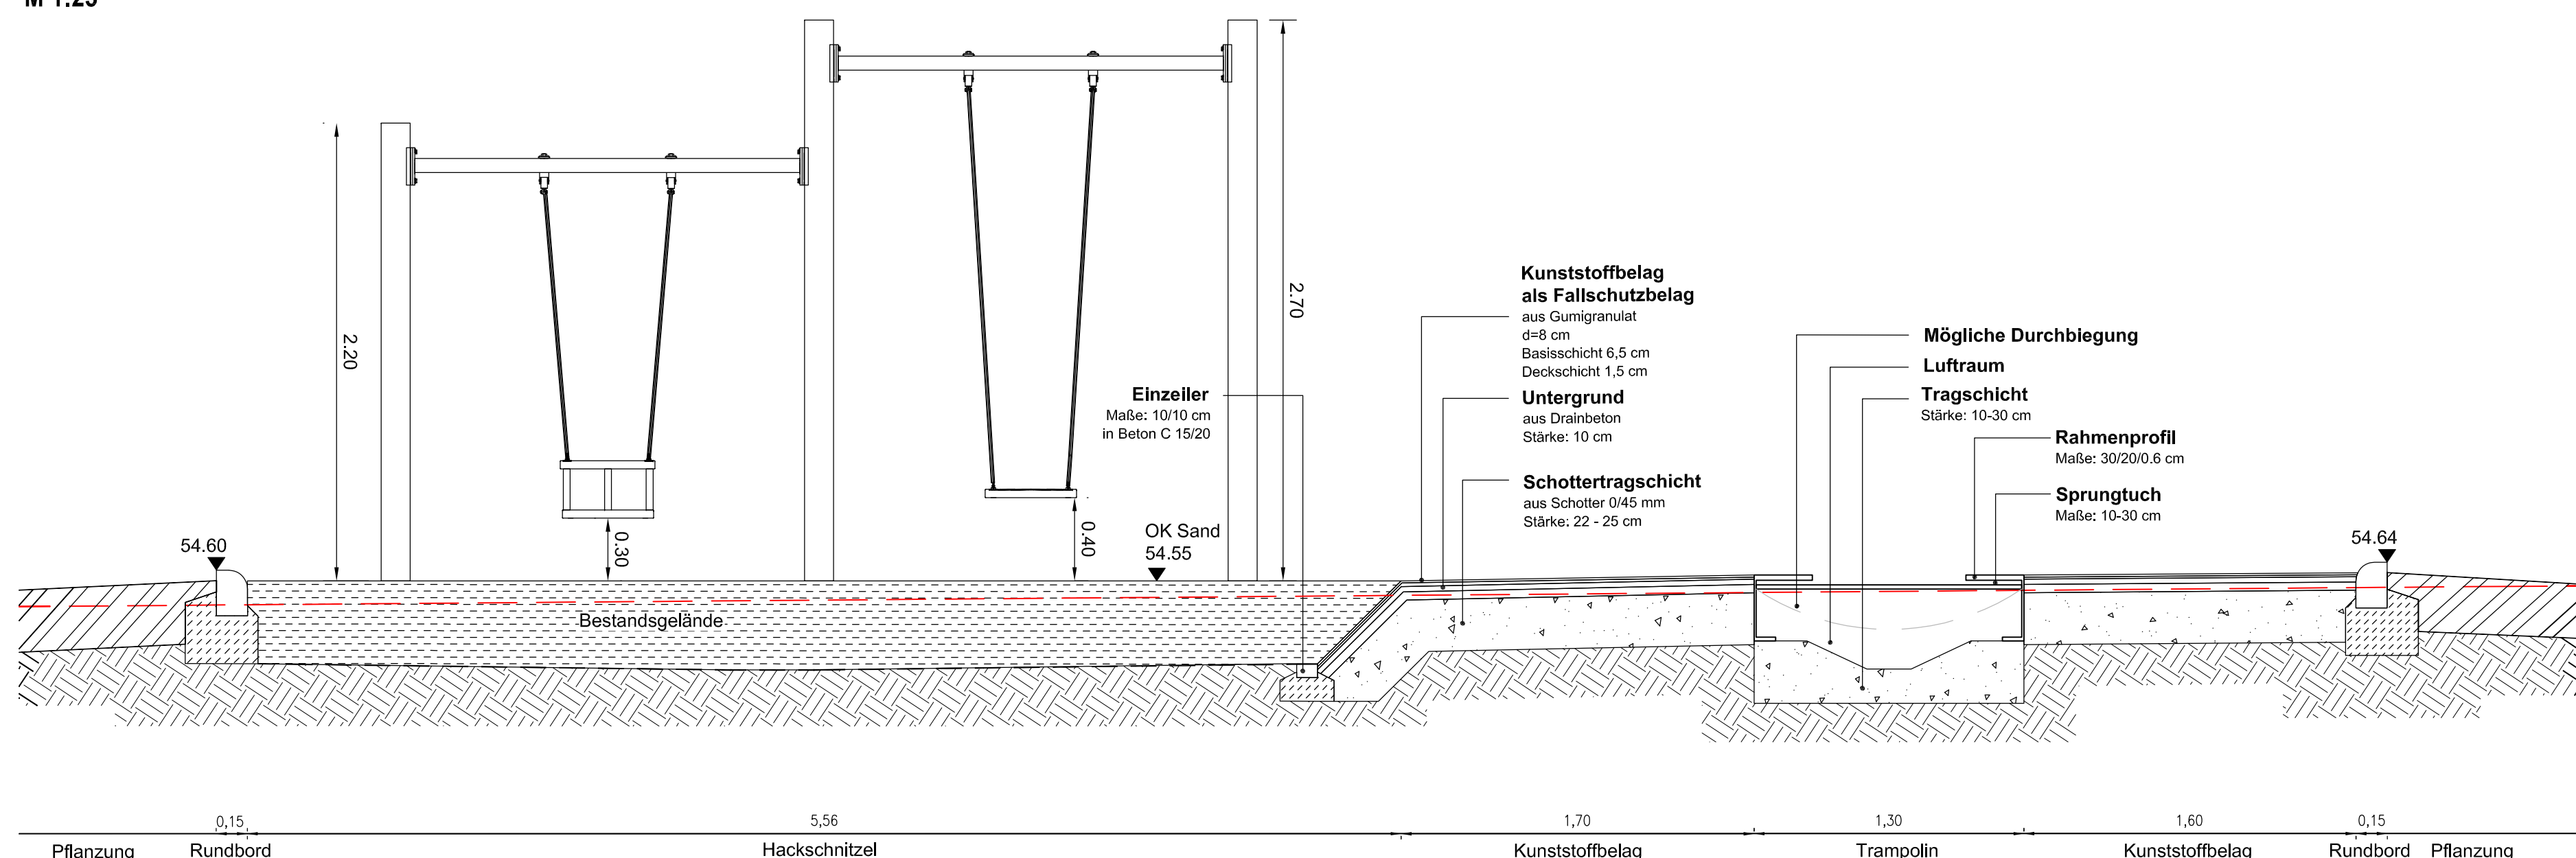 M 1:25
2.20
0.30
2.70
0.40
OK Sand
54.55
54.60
Bestandsgelände
Einzeiler
Maße: 10/10 cm
in Beton C 15/20
Kunststoffbelag
als Fallschutzbelag
aus Gumigranulat
d=8 cm
Basisschicht 6,5 cm
Deckschicht 1,5 cm
Untergrund
aus Drainbeton
Stärke: 10 cm
Schottertragschicht
aus Schotter 0/45 mm
Stärke: 22 - 25 cm
Mögliche Durchbiegung
Luftraum
Tragschicht
Stärke: 10-30 cm
Rahmenprofil
Maße: 30/20/0.6 cm
Sprungtuch
Maße: 10-30 cm
54.64
0,15
5,56
1,70
1,30
1,60
0,15
Pflanzung
Rundbord
Hackschnitzel
Kunststoffbelag
Trampolin
Kunststoffbelag
Rundbord
Pflanzung